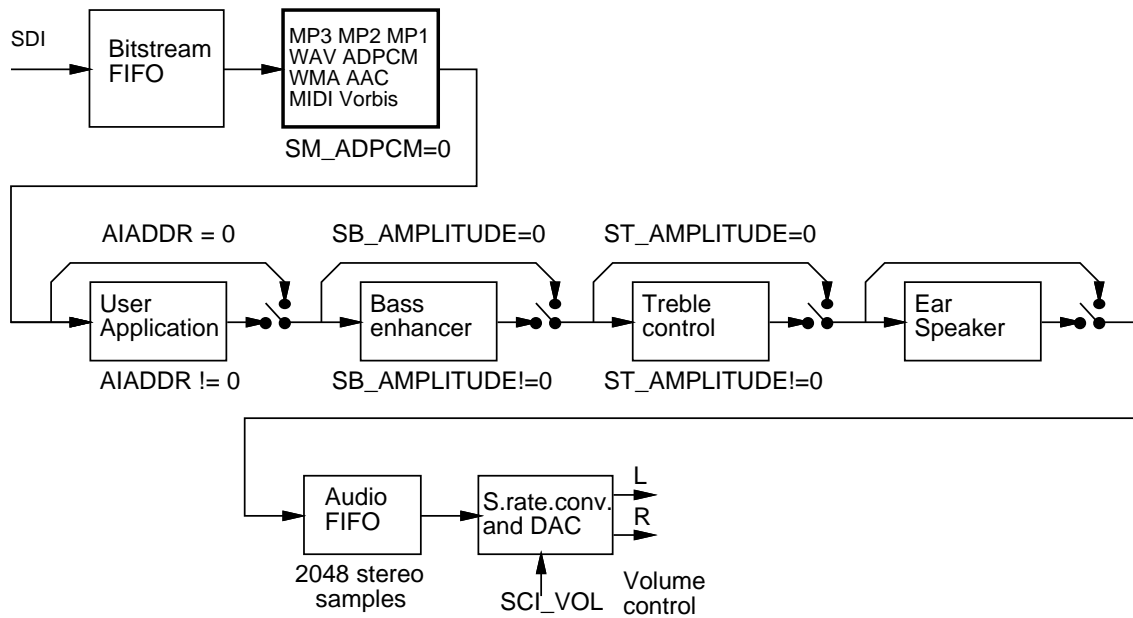 SDI
Bitstream
FIFO
MP3 MP2 MP1
WAV ADPCM
WMA AAC
MIDI Vorbis
SM_ADPCM=0
AIADDR = 0
SB_AMPLITUDE=0
ST_AMPLITUDE=0
User
Application
Bass
enhancer
Treble
control
Ear
Speaker
AIADDR != 0
SB_AMPLITUDE!=0
ST_AMPLITUDE!=0
Audio
FIFO
S.rate.conv.
and DAC
L
R
2048 stereo
samples
SCI_VOL
Volume
control